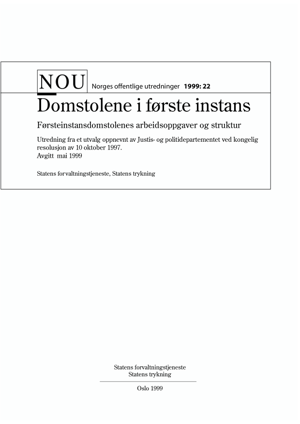 NOU Norges offentlige utredninger 1999: 22
Domstolene i første instans
Førsteinstansdomstolenes arbeidsoppgaver og struktur
Utredning fra et utvalg oppnevnt av Justis- og politidepartementet ved kongelig
resolusjon av 10 oktober 1997.
Avgitt mai 1999
Statens forvaltningstjeneste, Statens trykning
Statens forvaltningstjeneste
Statens trykning
Oslo 1999